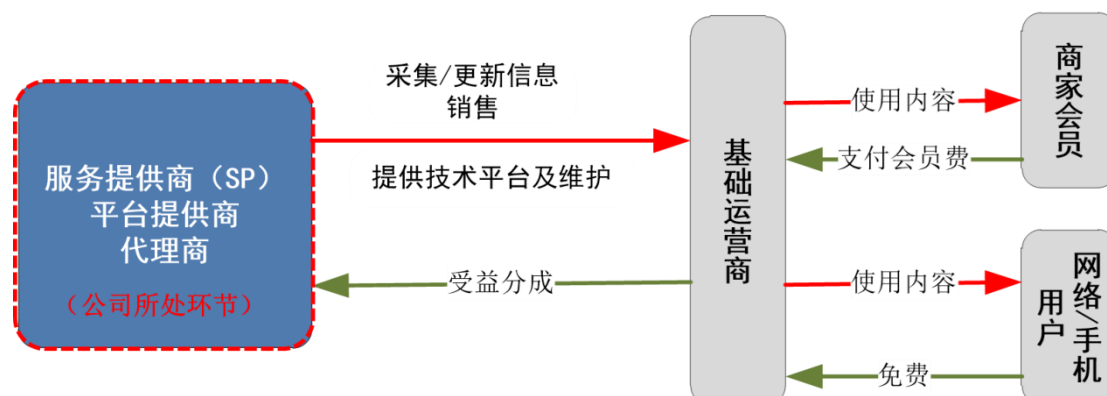 服务提供商（SP）
平台提供商
代理商
（公司所处环节）
采集/更新信息
销售
提供技术平台及维护
受益分成
基础运营商
使用内容
支付会员费
商家会员
使用内容
免费
网络/手机
用户